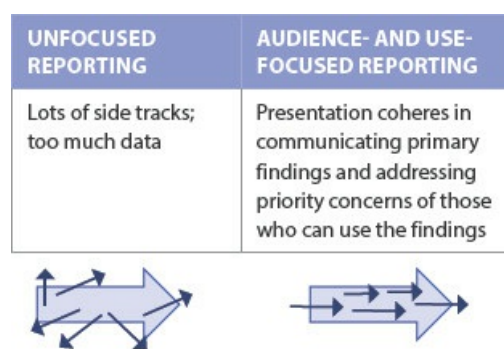 UNFOCUSED
REPORTING
AUDIENCE- AND USE-
FOCUSED REPORTING
Lots of side tracks;
too much data
Presentation coheres in
communicating primary
findings and addressing
priority concerns of those
who can use the findings